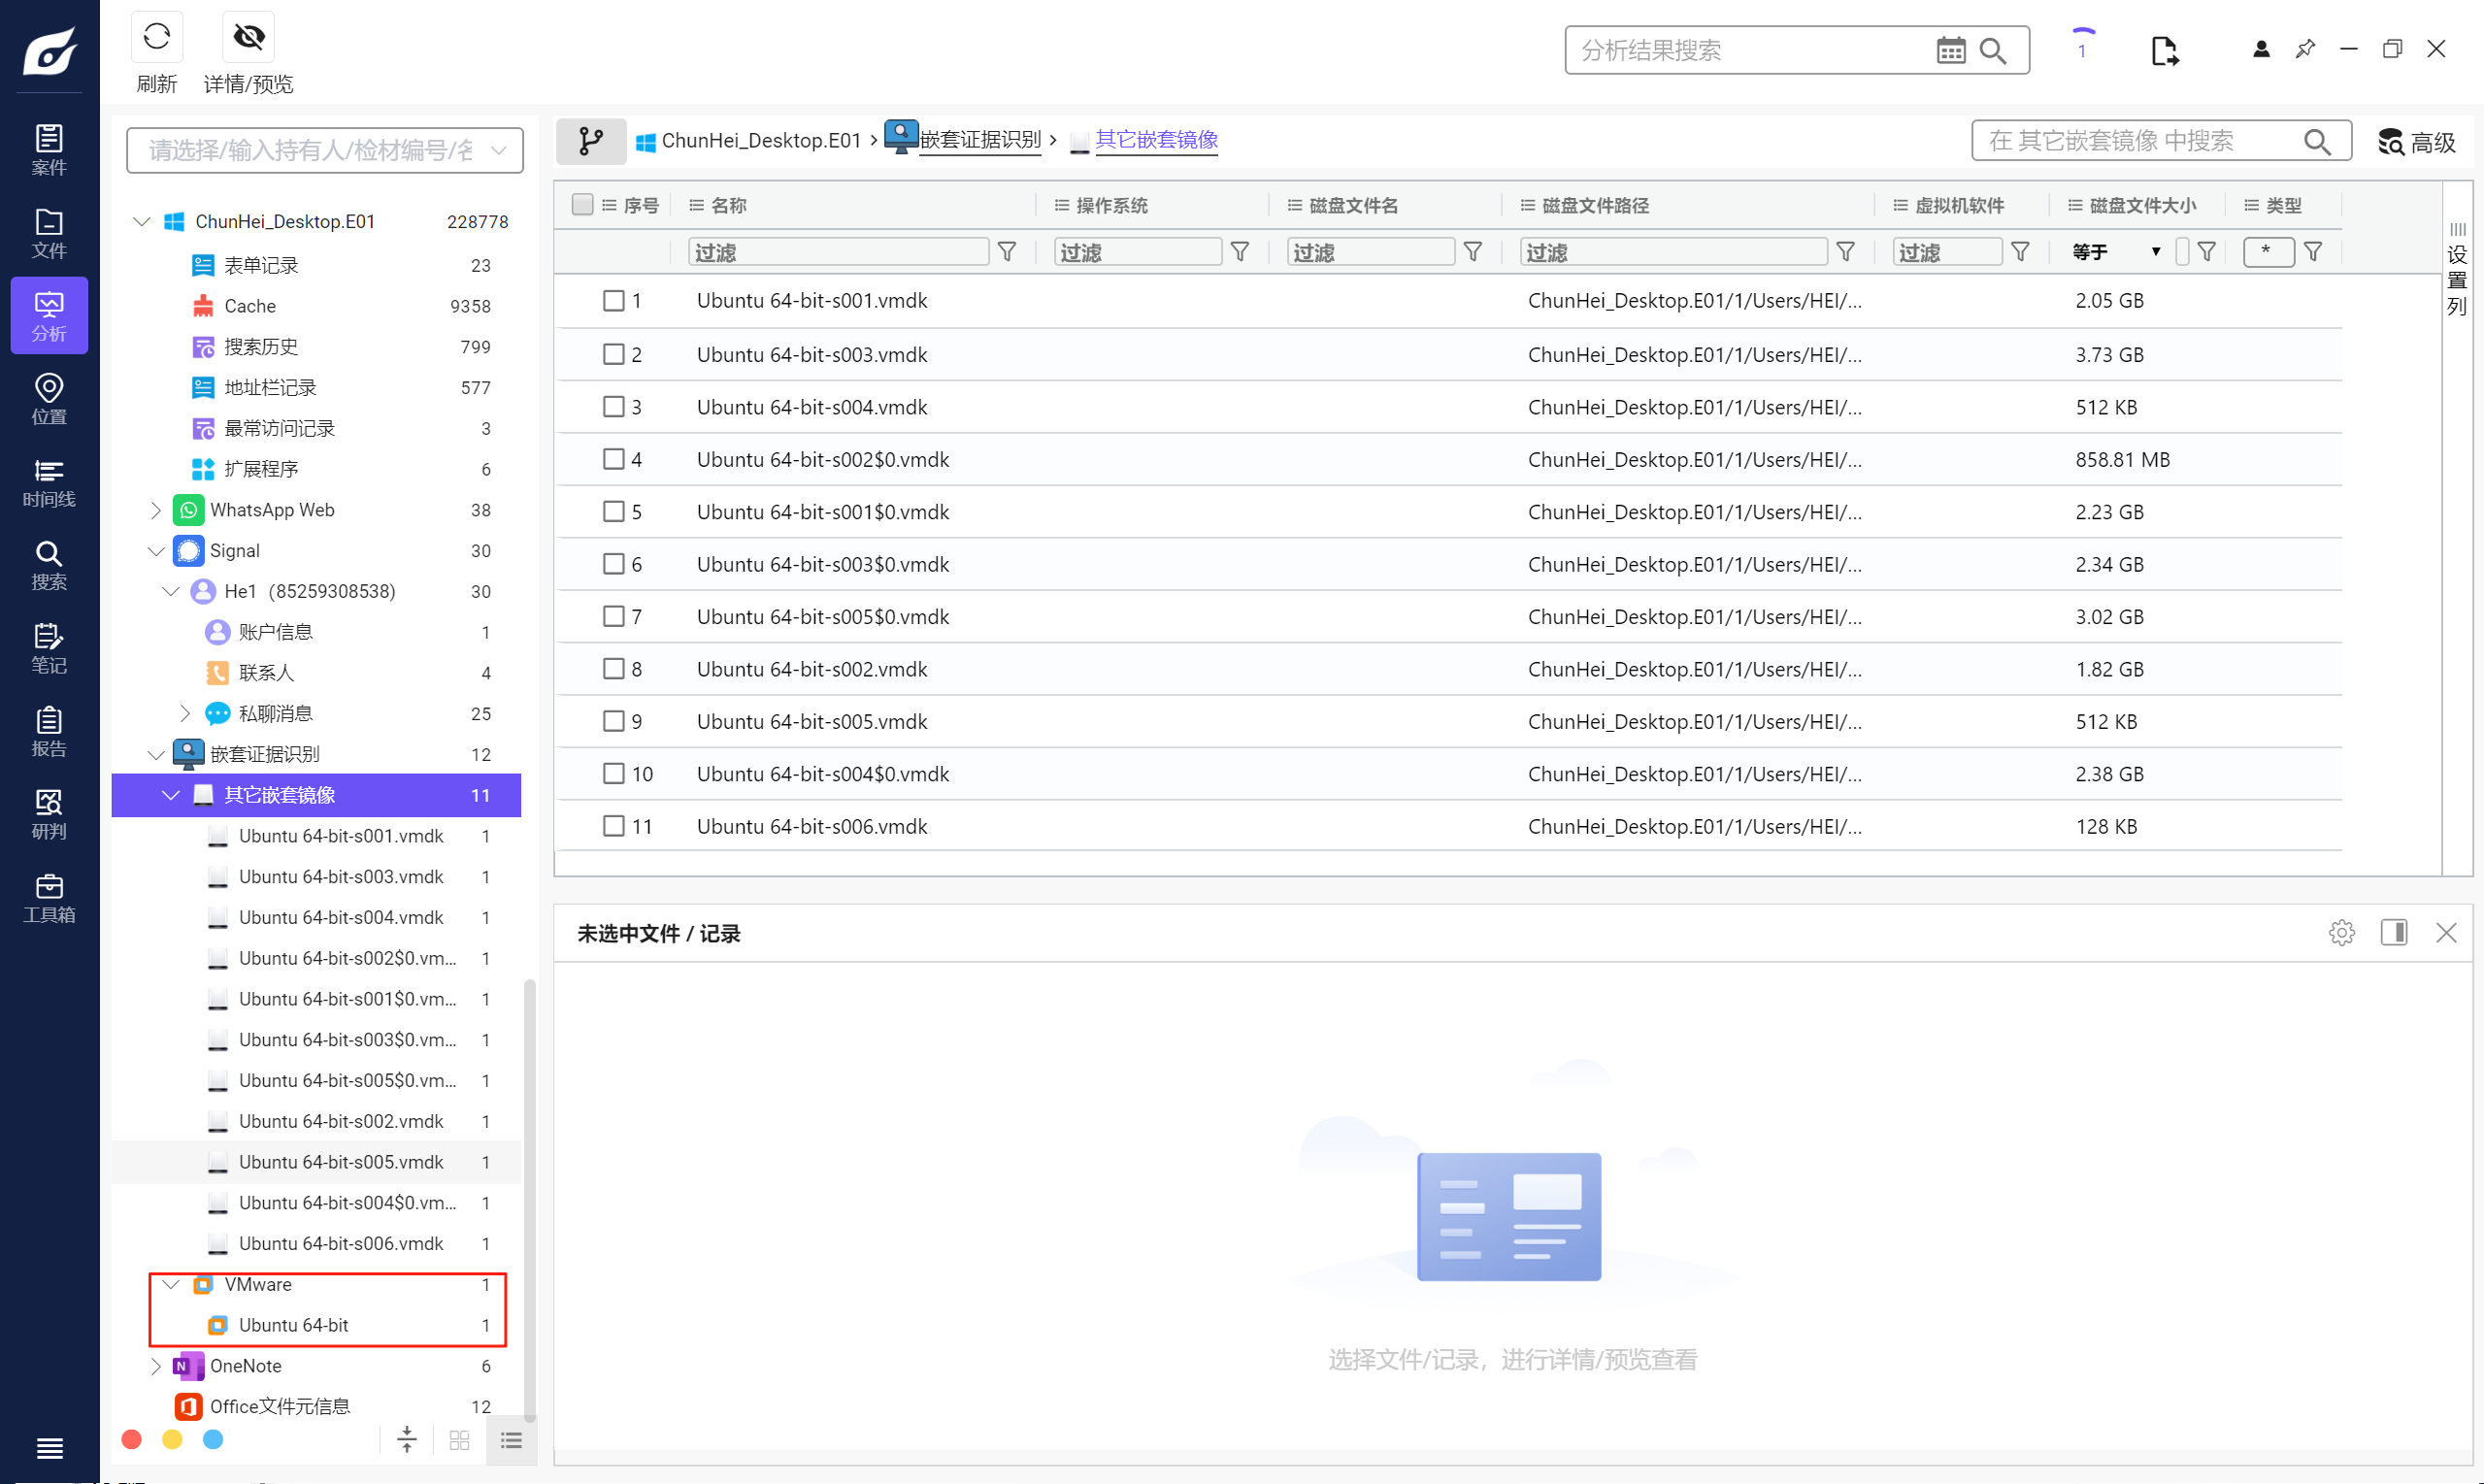 刷新
详情/预览
分析结果搜索
1
案件
文件
分析
位置
时间线
搜索
笔记
报告
研判
工具箱
请选择/输入持有人/检材编号/名
ChunHei_Desktop.E01 228778
表单记录 23
Cache 9358
搜索历史 799
地址栏记录 577
最常访问记录 3
扩展程序 6
WhatsApp Web 38
Signal 30
He1（85259308538) 30
账户信息 1
联系人 4
私聊消息 25
嵌套证据识别 12
其它嵌套镜像 11
Ubuntu 64-bit-s001.vmdk 1
Ubuntu 64-bit-s003.vmdk 1
Ubuntu 64-bit-s004.vmdk 1
Ubuntu 64-bit-s002$0.vm... 1
Ubuntu 64-bit-s001$0.vm... 1
Ubuntu 64-bit-s003$0.vm... 1
Ubuntu 64-bit-s005$0.vm... 1
Ubuntu 64-bit-s002.vmdk 1
Ubuntu 64-bit-s005.vmdk 1
Ubuntu 64-bit-s004$0.vm... 1
Ubuntu 64-bit-s006.vmdk 1
VMware 1
Ubuntu 64-bit 1
OneNote 6
Office文件元信息 12
ChunHei_Desktop.E01 › 嵌套证据识别 › 其它嵌套镜像
在 其它嵌套镜像 中搜索
高级
序号 名称 操作系统 磁盘文件名 磁盘文件路径 虚拟机软件 磁盘文件大小 类型
过滤 过滤 过滤 过滤 过滤 等于 *
1 Ubuntu 64-bit-s001.vmdk ChunHei_Desktop.E01/1/Users/HEI/... 2.05 GB
2 Ubuntu 64-bit-s003.vmdk ChunHei_Desktop.E01/1/Users/HEI/... 3.73 GB
3 Ubuntu 64-bit-s004.vmdk ChunHei_Desktop.E01/1/Users/HEI/... 512 KB
4 Ubuntu 64-bit-s002$0.vmdk ChunHei_Desktop.E01/1/Users/HEI/... 858.81 MB
5 Ubuntu 64-bit-s001$0.vmdk ChunHei_Desktop.E01/1/Users/HEI/... 2.23 GB
6 Ubuntu 64-bit-s003$0.vmdk ChunHei_Desktop.E01/1/Users/HEI/... 2.34 GB
7 Ubuntu 64-bit-s005$0.vmdk ChunHei_Desktop.E01/1/Users/HEI/... 3.02 GB
8 Ubuntu 64-bit-s002.vmdk ChunHei_Desktop.E01/1/Users/HEI/... 1.82 GB
9 Ubuntu 64-bit-s005.vmdk ChunHei_Desktop.E01/1/Users/HEI/... 512 KB
10 Ubuntu 64-bit-s004$0.vmdk ChunHei_Desktop.E01/1/Users/HEI/... 2.38 GB
11 Ubuntu 64-bit-s006.vmdk ChunHei_Desktop.E01/1/Users/HEI/... 128 KB
设置列
未选中文件 / 记录
选择文件/记录，进行详情/预览查看